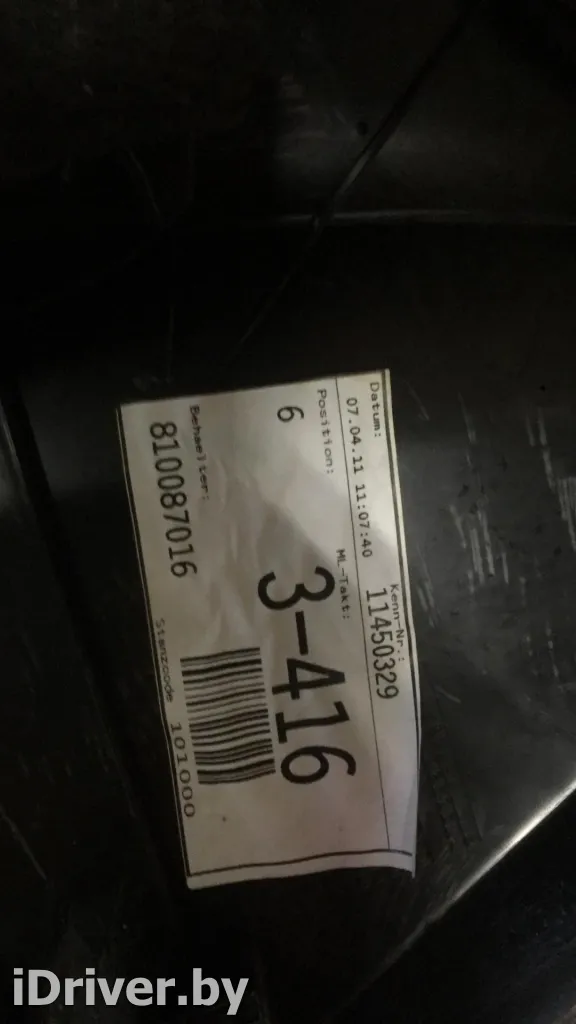 Datum:
07.04.11 11:07:40
Kenn-Nr.:
11450329
Position:
6
ML-Takt:
3-416
Behaelter:
810087016
Stanzcode 101000
iDriver.by